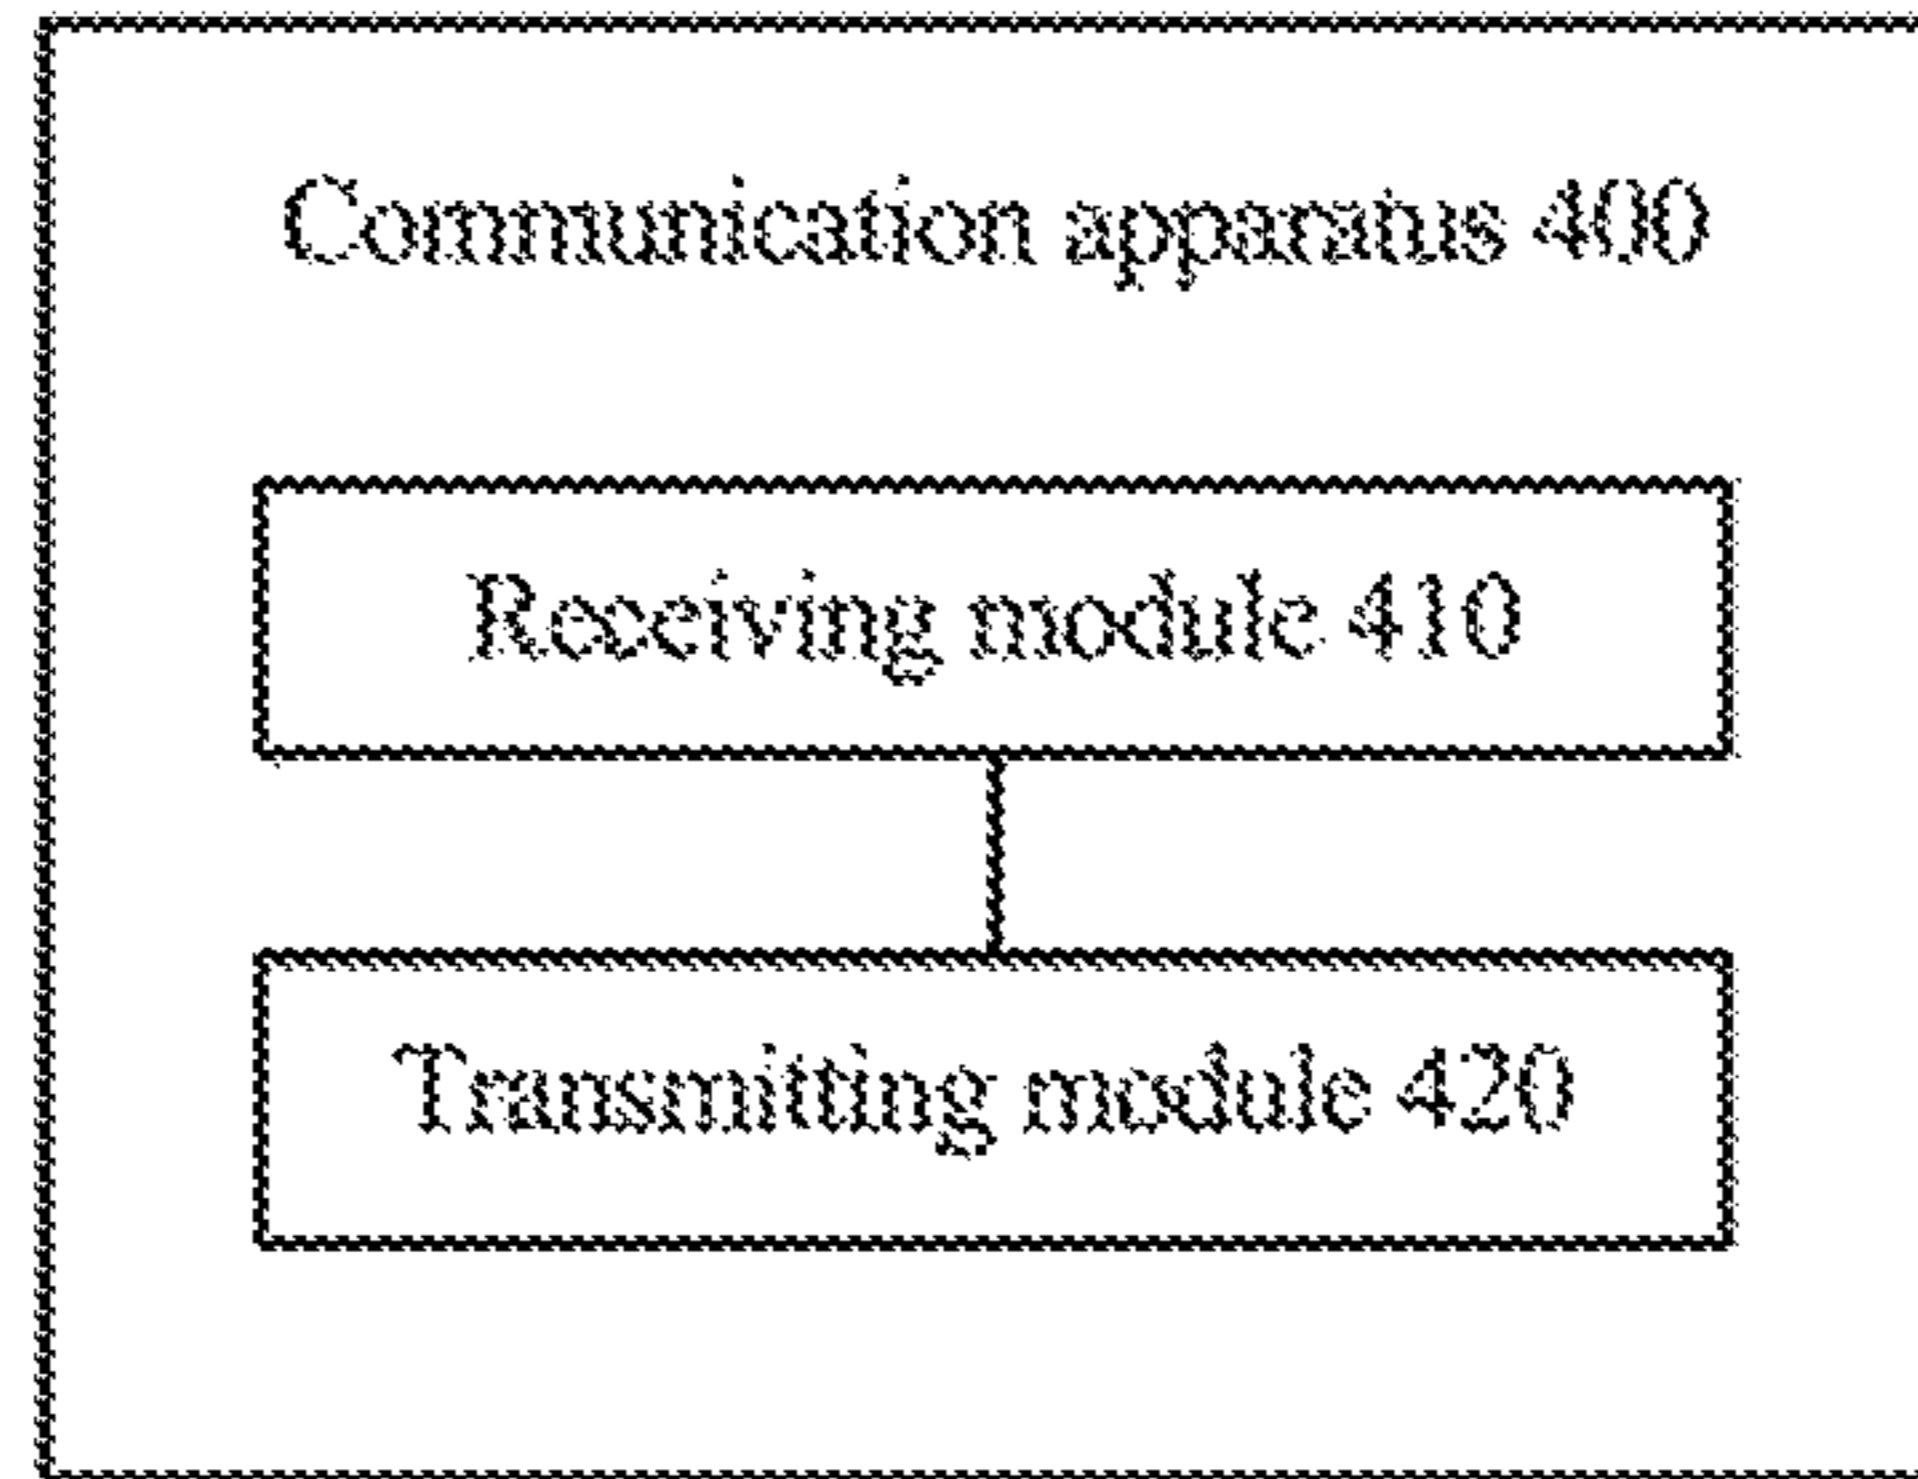 Communication apparatus 400
Receiving module 410
Transmitting module 420